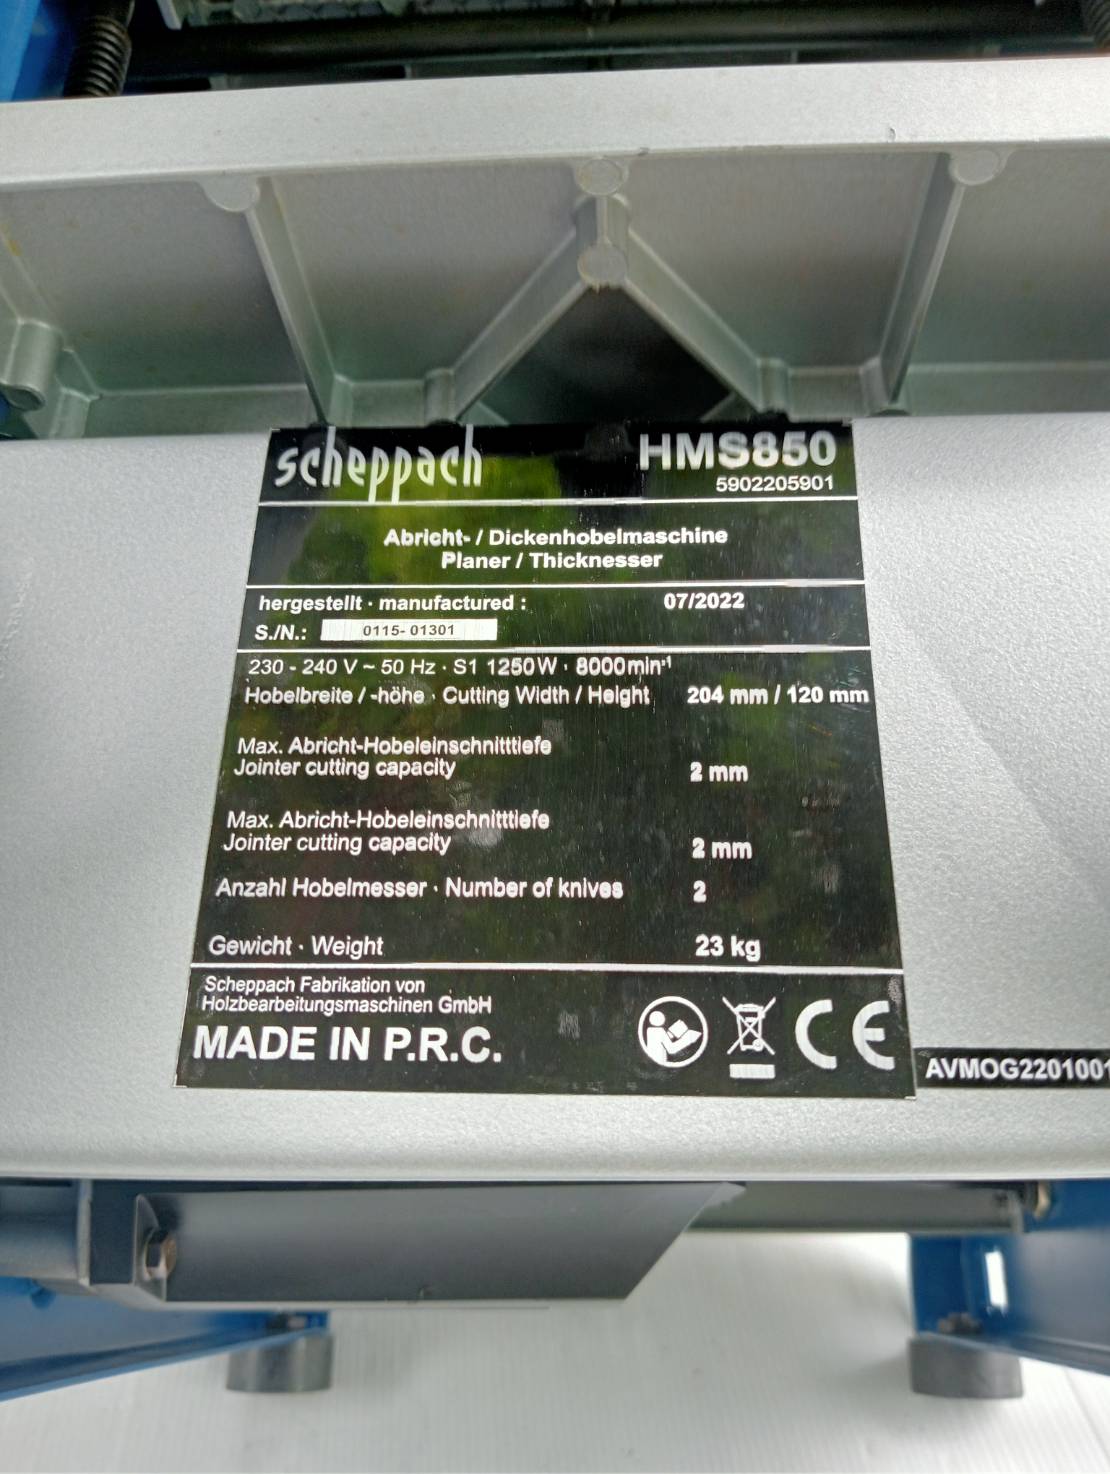 scheppach
HMS850
5902205901
Abricht- / Dickenhobelmaschine
Planer / Thicknesser
hergestellt · manufactured : 07/2022
S./N.: 0115- 01301
230 - 240 V ~ 50 Hz · S1 1250W · 8000min⁻¹
Hobelbreite / -höhe · Cutting Width / Height 204 mm / 120 mm
Max. Abricht-Hobeleinschnitttiefe
Jointer cutting capacity 2 mm
Max. Abricht-Hobeleinschnitttiefe
Jointer cutting capacity 2 mm
Anzahl Hobelmesser · Number of knives 2
Gewicht · Weight 23 kg
Scheppach Fabrikation von
Holzbearbeitungsmaschinen GmbH
MADE IN P.R.C.
CE
AVMOG2201001